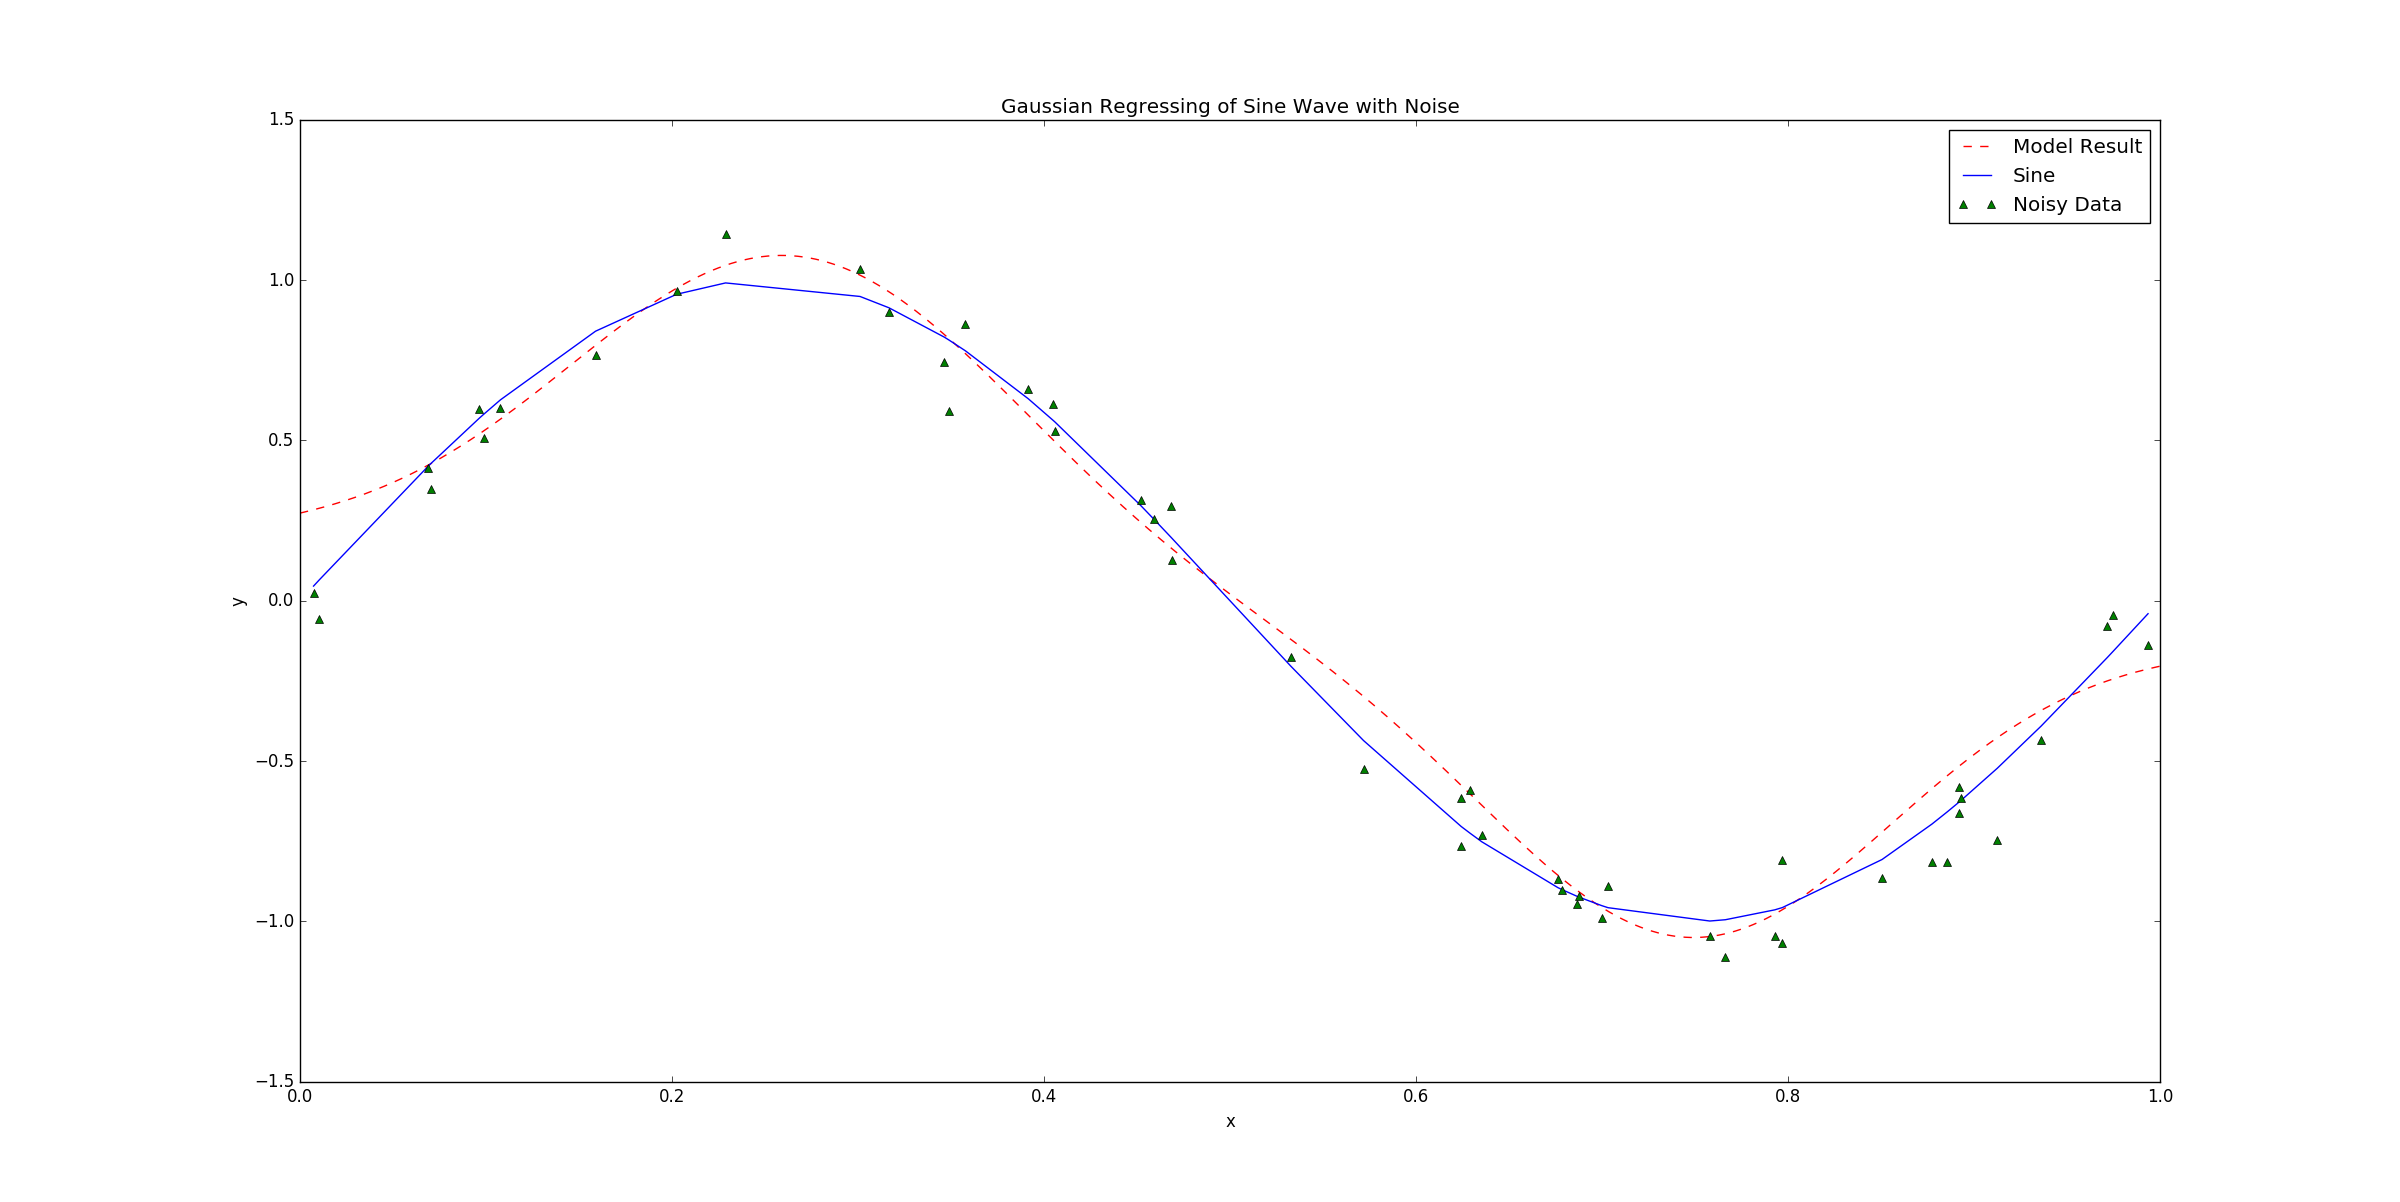 Gaussian Regressing of Sine Wave with Noise
1.5
1.0
0.5
0.0
−0.5
−1.0
−1.5
y
Model Result
Sine
Noisy Data
0.0 0.2 0.4 0.6 0.8 1.0
x